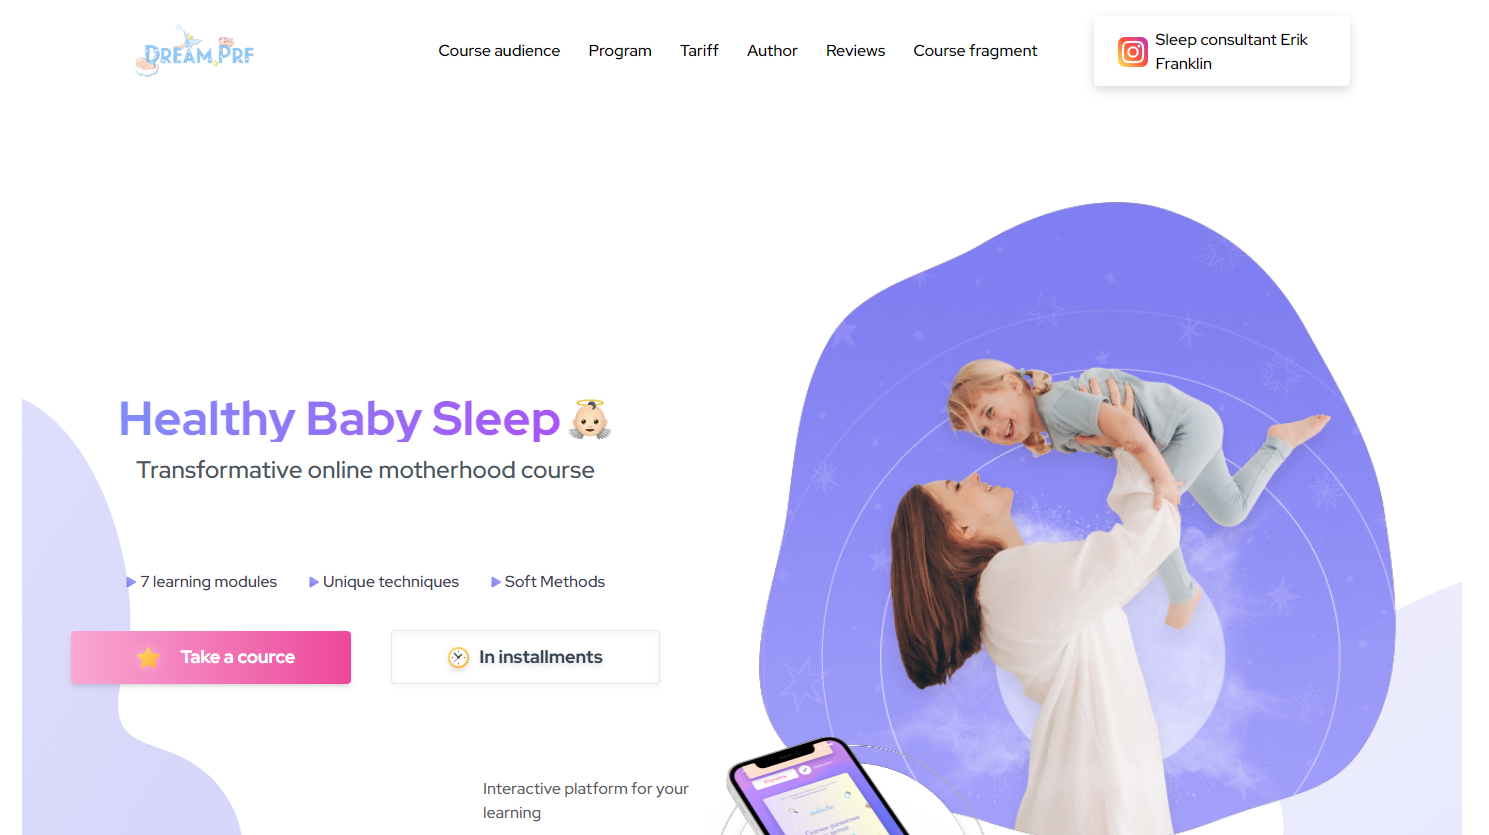 DREAM.PRF
Course audience
Program
Tariff
Author
Reviews
Course fragment
Sleep consultant Erik
Franklin
Healthy Baby Sleep
Transformative online motherhood course
7 learning modules
Unique techniques
Soft Methods
Take a cource
In installments
Interactive platform for your
learning